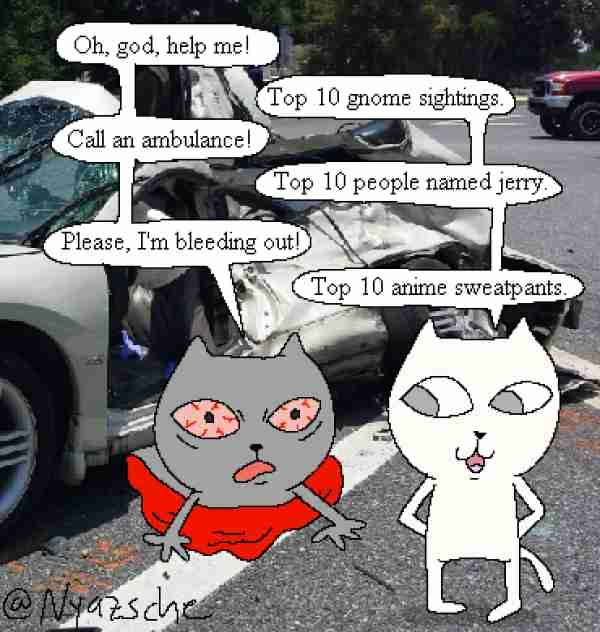 Oh, god, help me!
Call an ambulance!
Please, I'm bleeding out!
Top 10 gnome sightings.
Top 10 people named jerry.
Top 10 anime sweatpants.
@Nyazsche